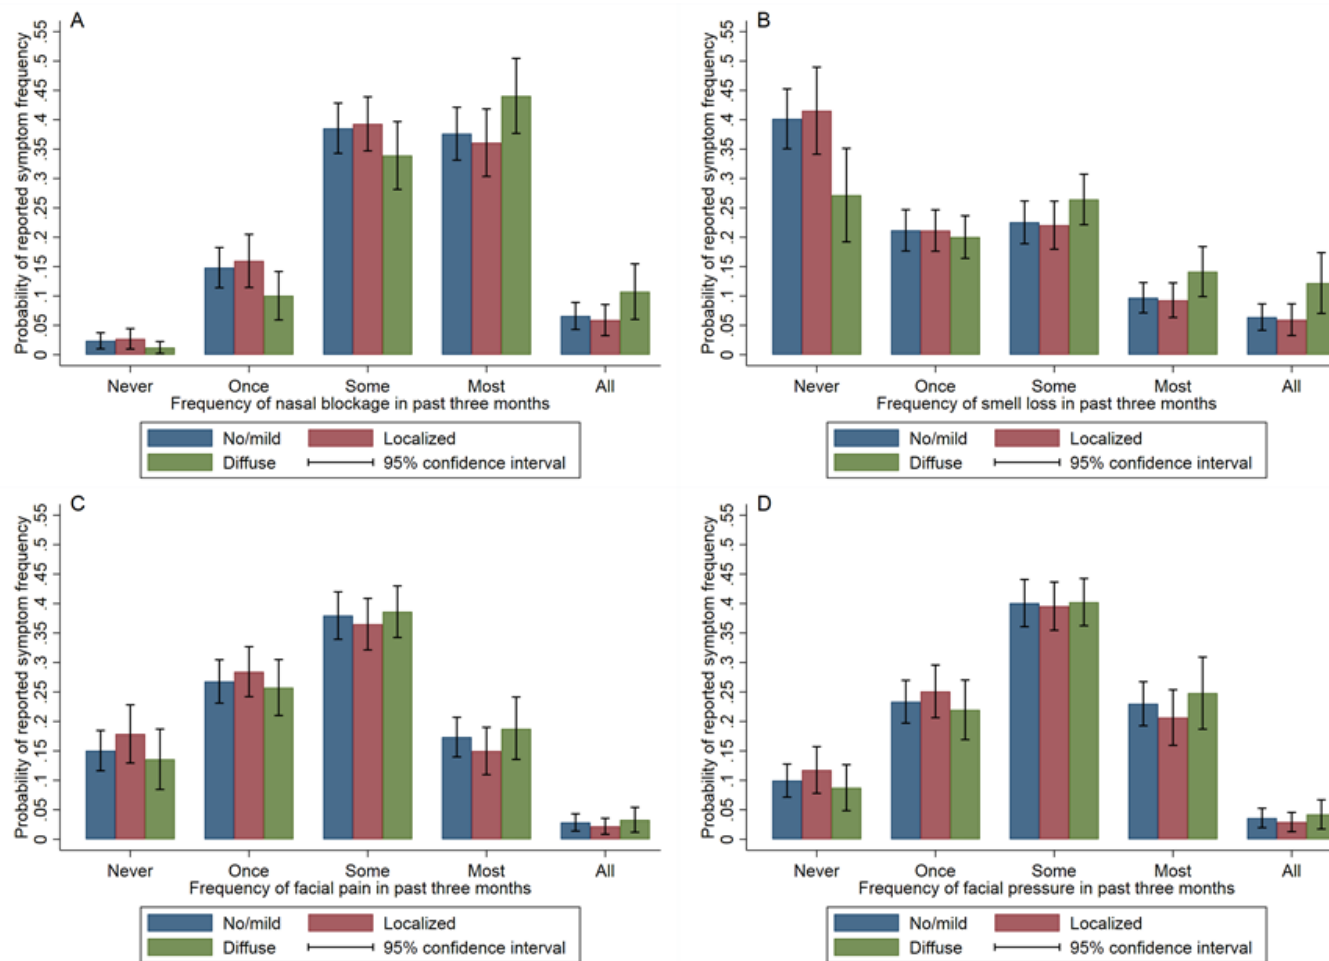 A
Probability of reported symptom frequency
0 .05 .1 .15 .2 .25 .3 .35 .4 .45 .5 .55
Never Once Some Most All
Frequency of nasal blockage in past three months
No/mild Localized
Diffuse 95% confidence interval
B
Probability of reported symptom frequency
0 .05 .1 .15 .2 .25 .3 .35 .4 .45 .5 .55
Never Once Some Most All
Frequency of smell loss in past three months
No/mild Localized
Diffuse 95% confidence interval
C
Probability of reported symptom frequency
0 .05 .1 .15 .2 .25 .3 .35 .4 .45 .5 .55
Never Once Some Most All
Frequency of facial pain in past three months
No/mild Localized
Diffuse 95% confidence interval
D
Probability of reported symptom frequency
0 .05 .1 .15 .2 .25 .3 .35 .4 .45 .5 .55
Never Once Some Most All
Frequency of facial pressure in past three months
No/mild Localized
Diffuse 95% confidence interval